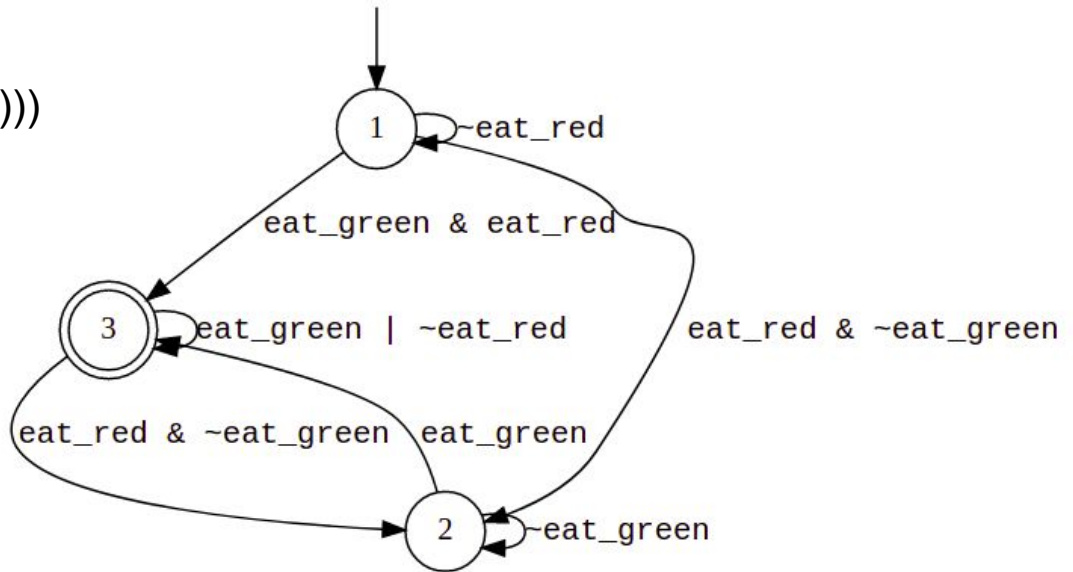 )))
1
~eat_red
eat_green & eat_red
3
eat_green | ~eat_red
eat_red & ~eat_green
eat_red & ~eat_green
eat_green
2
~eat_green